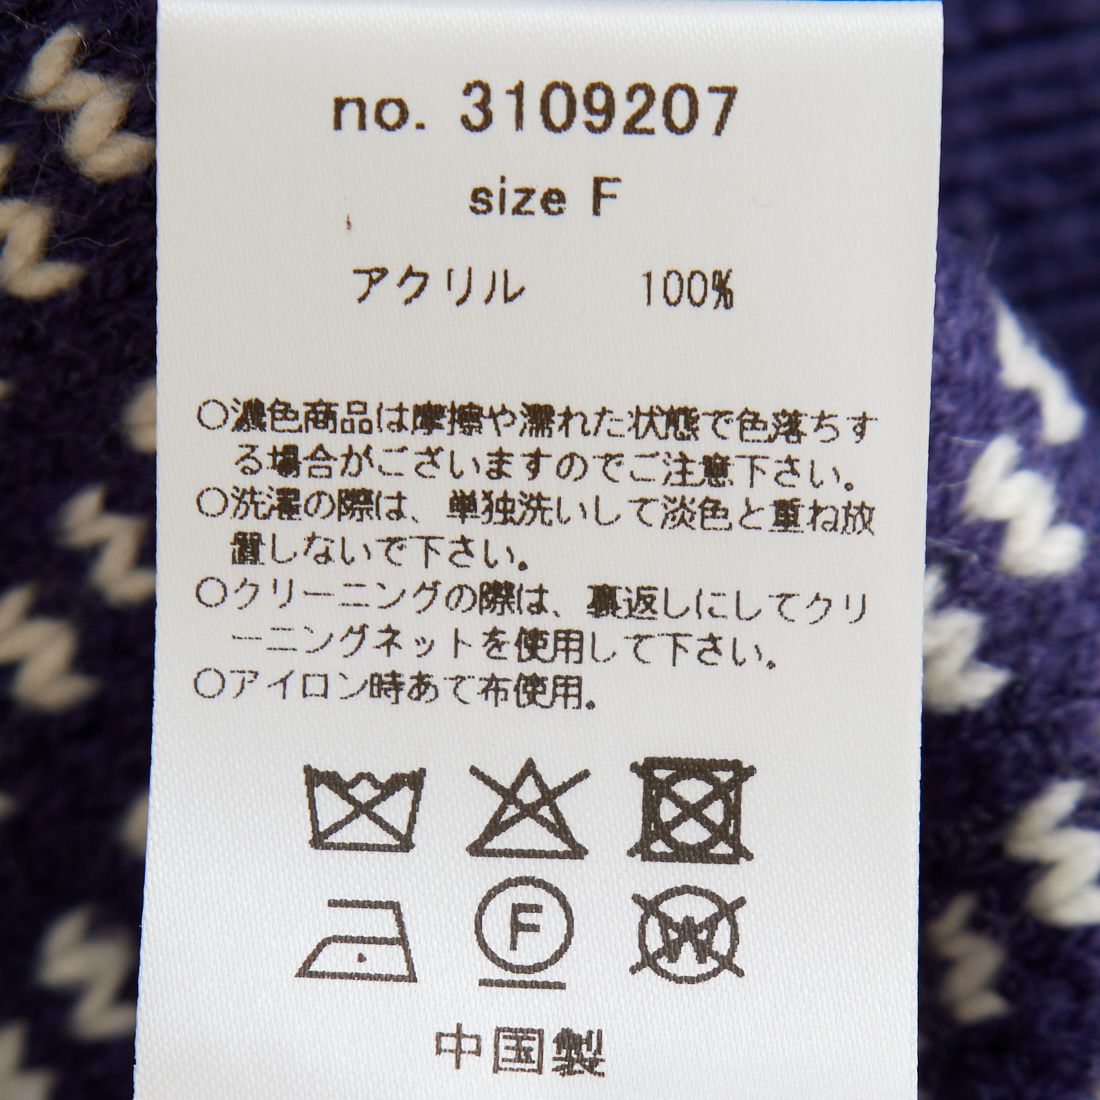 no. 3109207
size F
アクリル 100%
○濃色商品は摩擦や濡れた状態で色落ちす
る場合がございますのでご注意下さい。
○洗濯の際は、単独洗いして淡色と重ね放
置しないで下さい。
○クリーニングの際は、裏返しにしてクリ
ーニングネットを使用して下さい。
○アイロン時あて布使用。
F
W
中国製